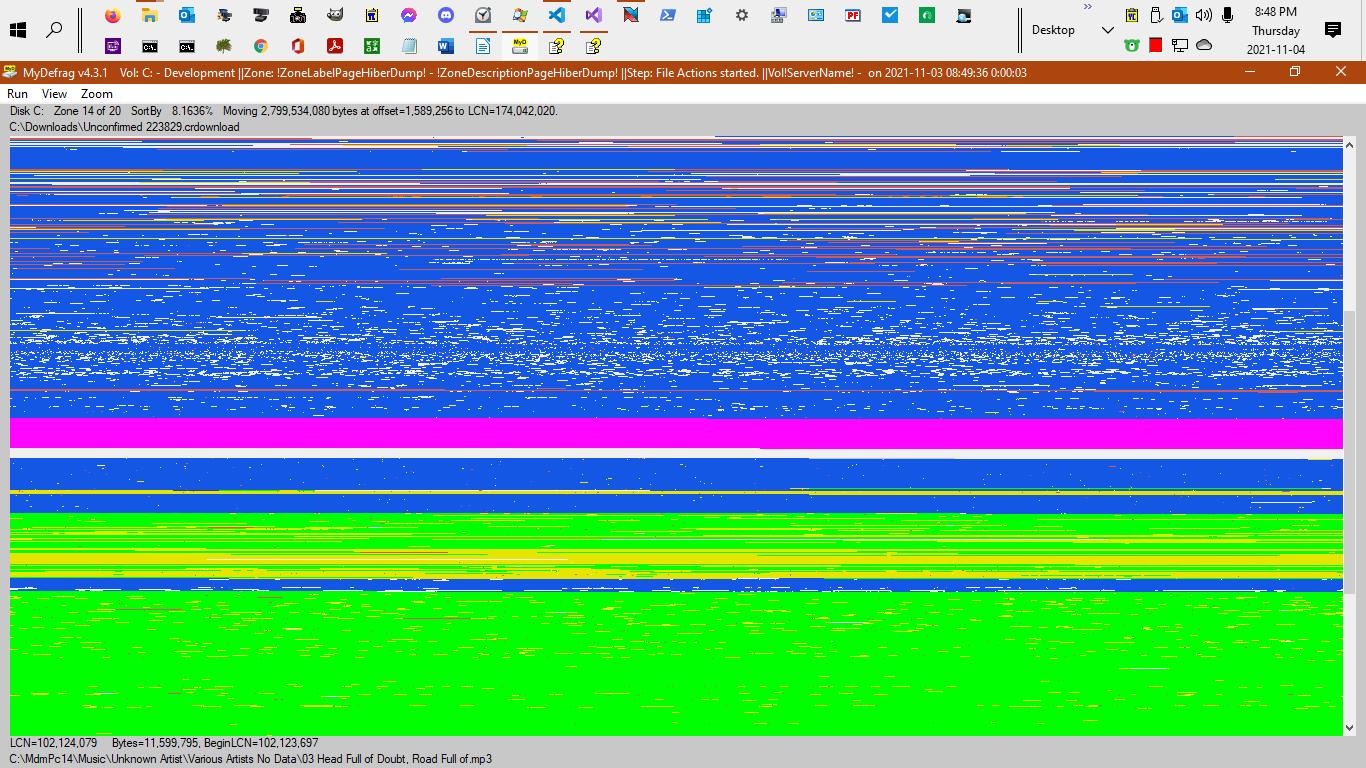 8:48 PM
Desktop
Thursday
2021-11-04
MyDefrag v4.3.1 Vol: C: - Development ||Zone: !ZoneLabelPageHiberDump! - !ZoneDescriptionPageHiberDump! ||Step: File Actions started. ||Vol!ServerName! - on 2021-11-03 08:49:36 0:00:03
Run View Zoom
Disk C: Zone 14 of 20 SortBy 8.1636% Moving 2,799,534,080 bytes at offset=1,589,256 to LCN=174,042,020.
C:\Downloads\Unconfirmed 223829.crdownload
LCN=102,124,079 Bytes=11,599,795, BeginLCN=102,123,697
C:\MdmPc14\Music\Unknown Artist\Various Artists No Data\03 Head Full of Doubt, Road Full of.mp3